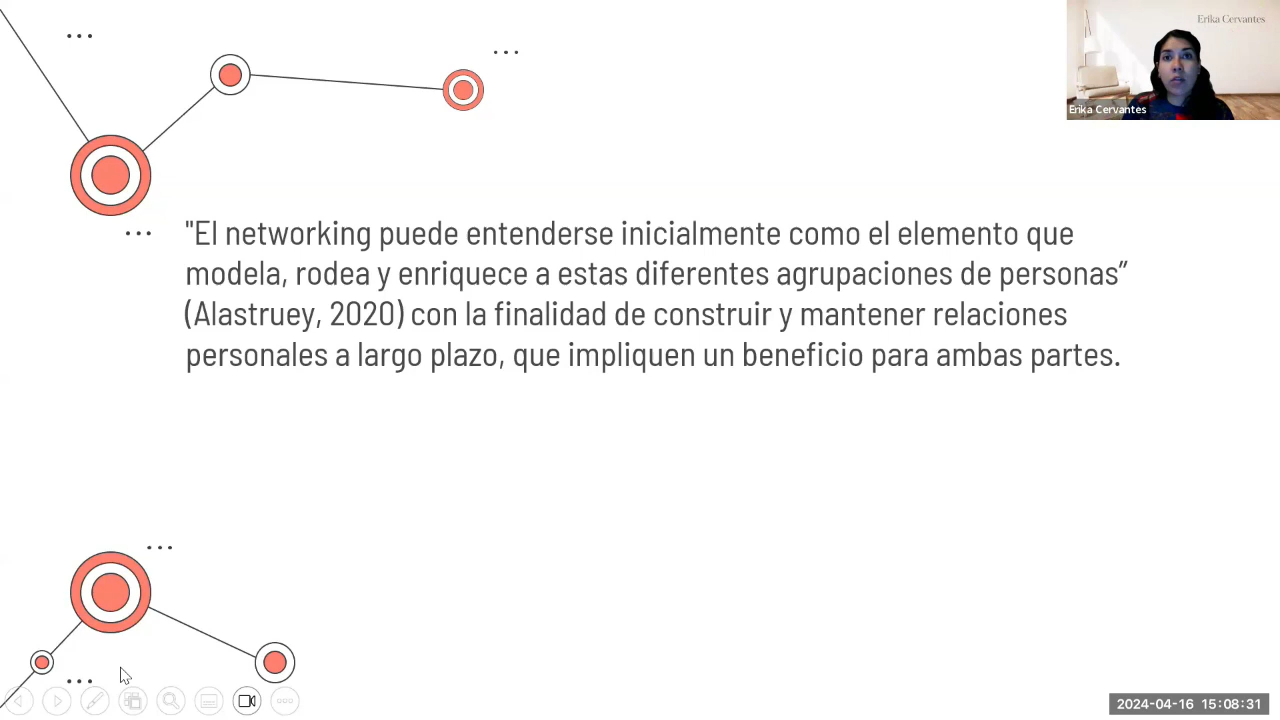 Erika Cervantes
Erika Cervantes
"El networking puede entenderse inicialmente como el elemento que
modela, rodea y enriquece a estas diferentes agrupaciones de personas”
(Alastruey, 2020) con la finalidad de construir y mantener relaciones
personales a largo plazo, que impliquen un beneficio para ambas partes.
2024-04-16 15:08:31